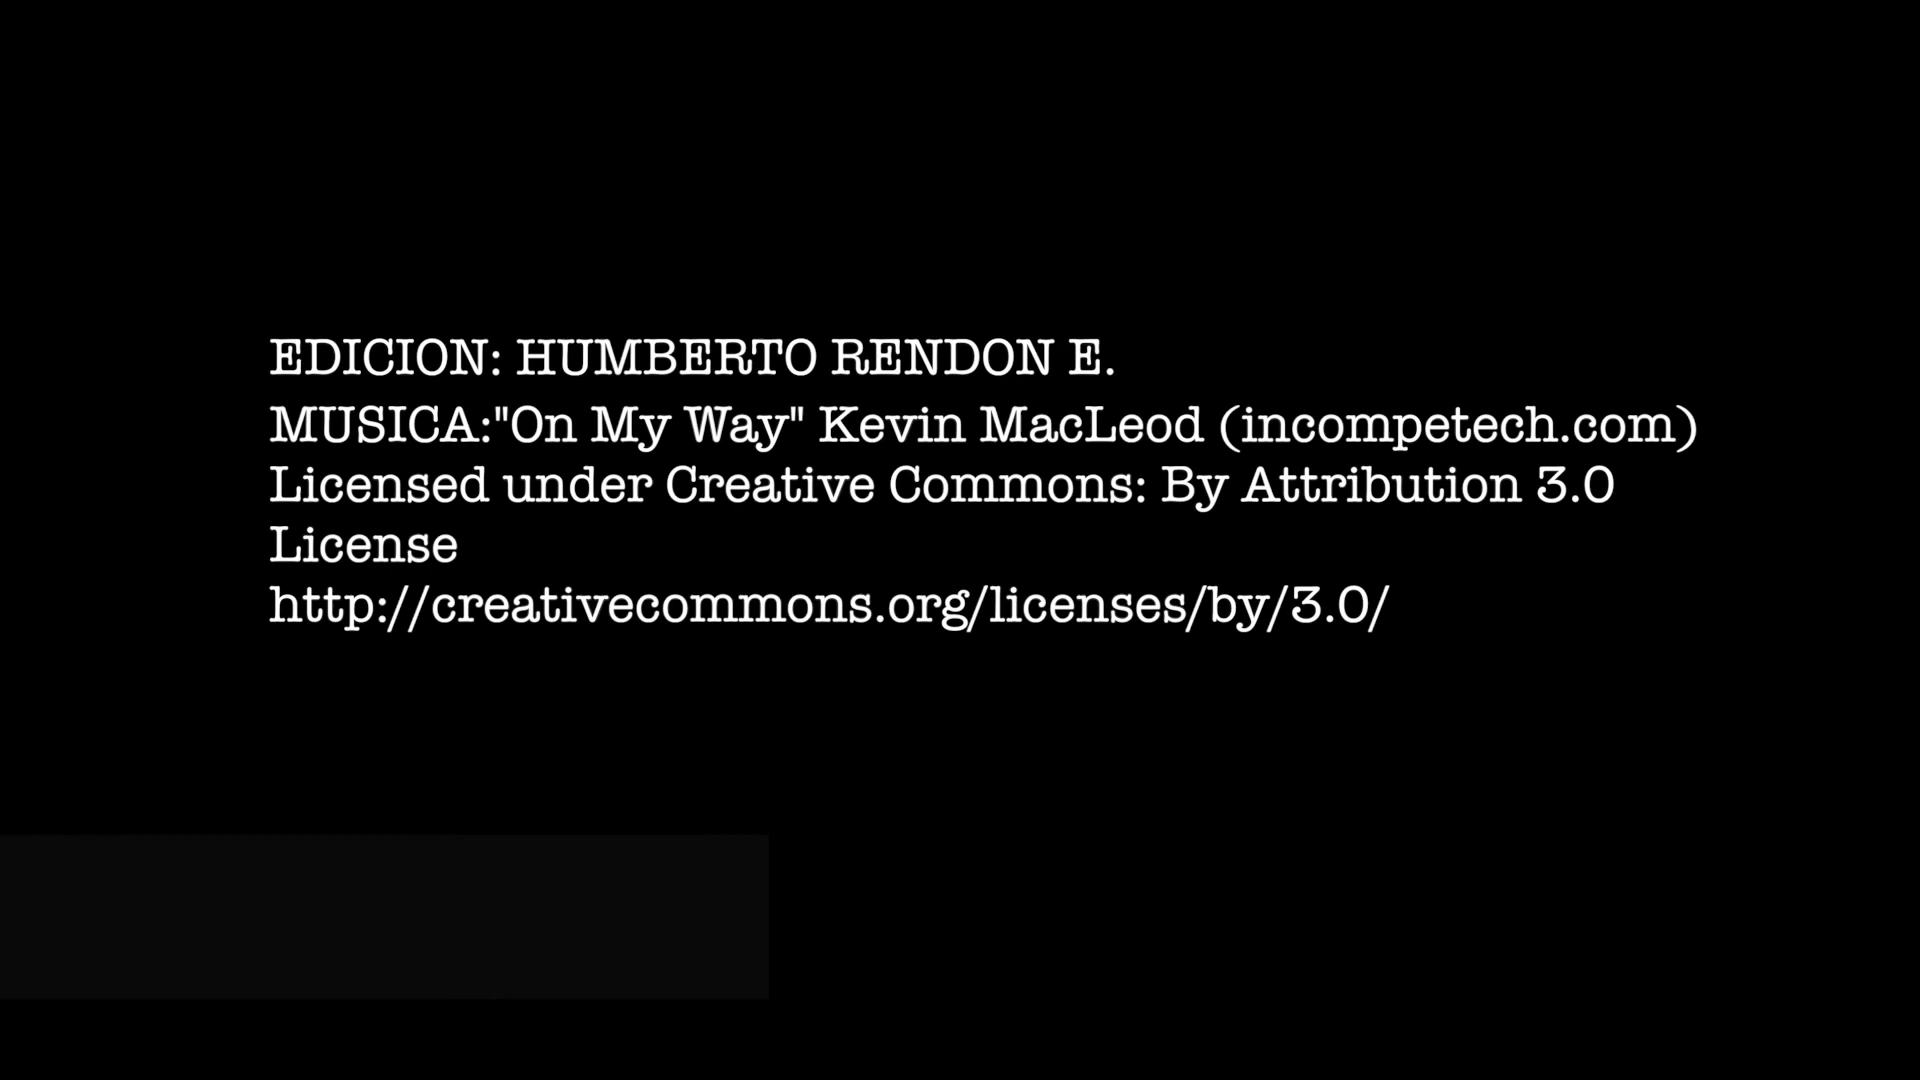 EDICION: HUMBERTO RENDON E.
MUSICA:"On My Way" Kevin MacLeod (incompetech.com)
Licensed under Creative Commons: By Attribution 3.0
License
http://creativecommons.org/licenses/by/3.0/